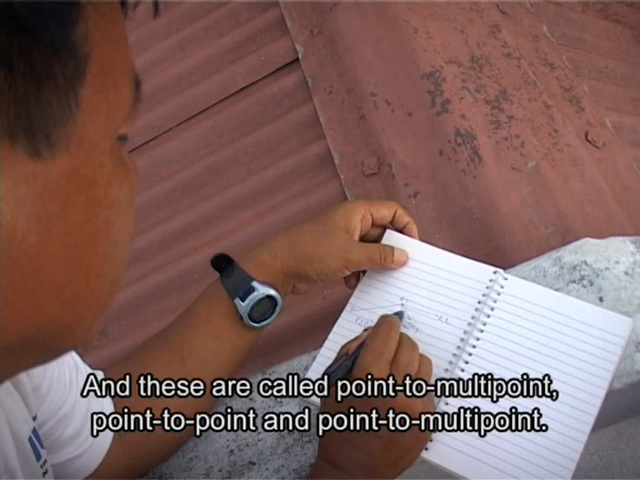 And these are called point-to-multipoint,
point-to-point and point-to-multipoint.